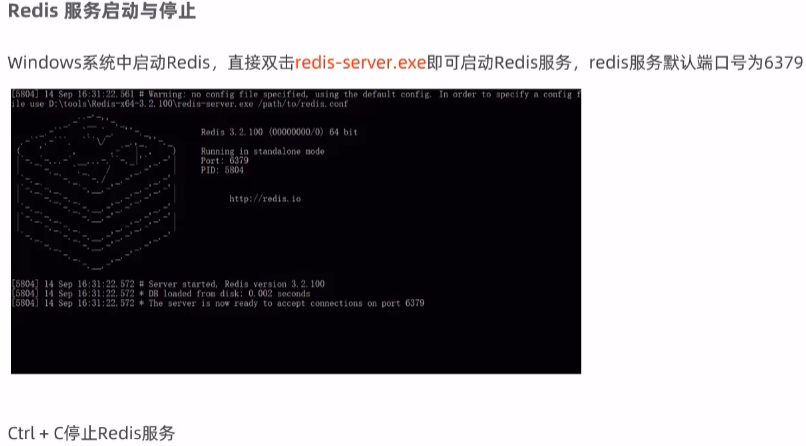 Redis 服务启动与停止
Windows系统中启动Redis，直接双击redis-server.exe即可启动Redis服务，redis服务默认端口号为6379
[5804] 14 Sep 16:31:22.561 # Warning: no config file specified, using the default config. In order to specify a config f
ile use D:\tools\Redis-x64-3.2.100\redis-server.exe /path/to/redis.conf
Redis 3.2.100 (00000000/0) 64 bit
Running in standalone mode
Port: 6379
PID: 5804
http://redis.io
[5804] 14 Sep 16:31:22.572 # Server started, Redis version 3.2.100
[5804] 14 Sep 16:31:22.572 * DB loaded from disk: 0.002 seconds
[5804] 14 Sep 16:31:22.572 * The server is now ready to accept connections on port 6379
Ctrl + C停止Redis服务